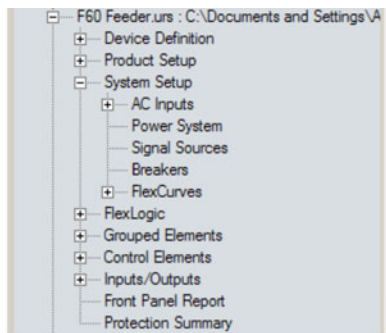 F60 Feeder.urs : C:\Documents and Settings\A
Device Definition
Product Setup
System Setup
AC Inputs
Power System
Signal Sources
Breakers
FlexCurves
FlexLogic
Grouped Elements
Control Elements
Inputs/Outputs
Front Panel Report
Protection Summary